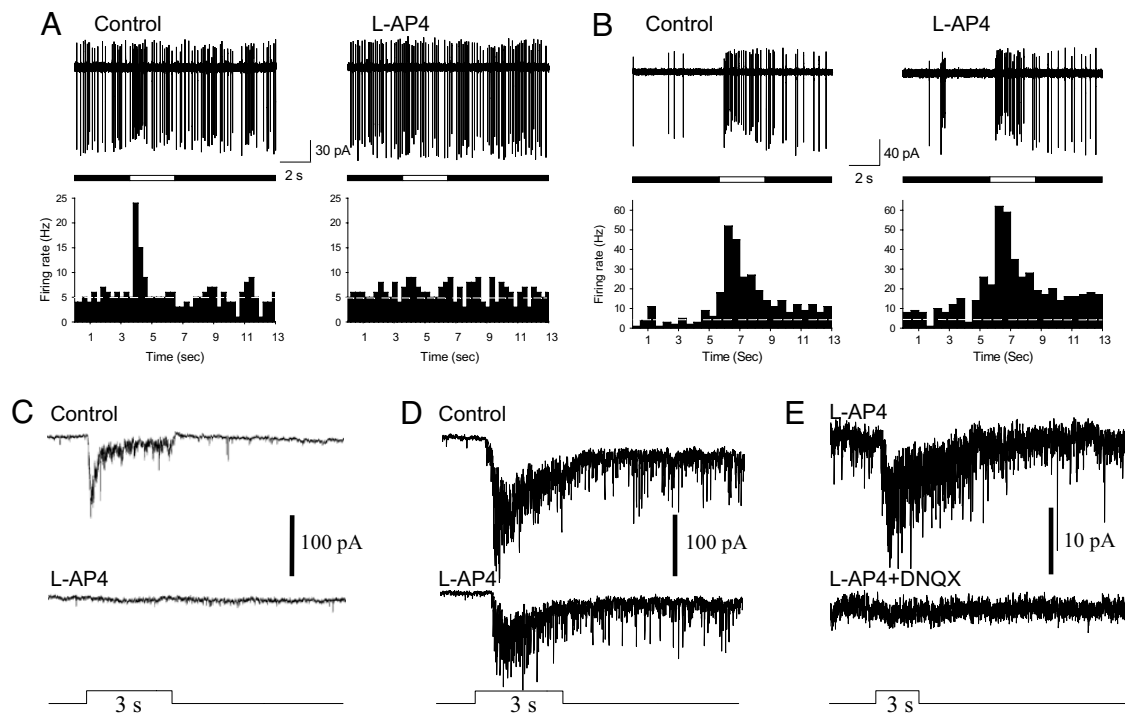 A
Control
L-AP4
30 pA
2 s
Firing rate (Hz)
25
20
15
10
5
0
1 3 5 7 9 11 13
Time (sec)
25
20
15
10
5
0
1 3 5 7 9 11 13
Time (sec)
B
Control
L-AP4
40 pA
2 s
Firing rate (Hz)
60
50
40
30
20
10
0
1 3 5 7 9 11 13
Time (Sec)
60
50
40
30
20
10
0
1 3 5 7 9 11 13
Time (Sec)
C
Control
100 pA
L-AP4
3 s
D
Control
100 pA
L-AP4
3 s
E
L-AP4
10 pA
L-AP4+DNQX
3 s